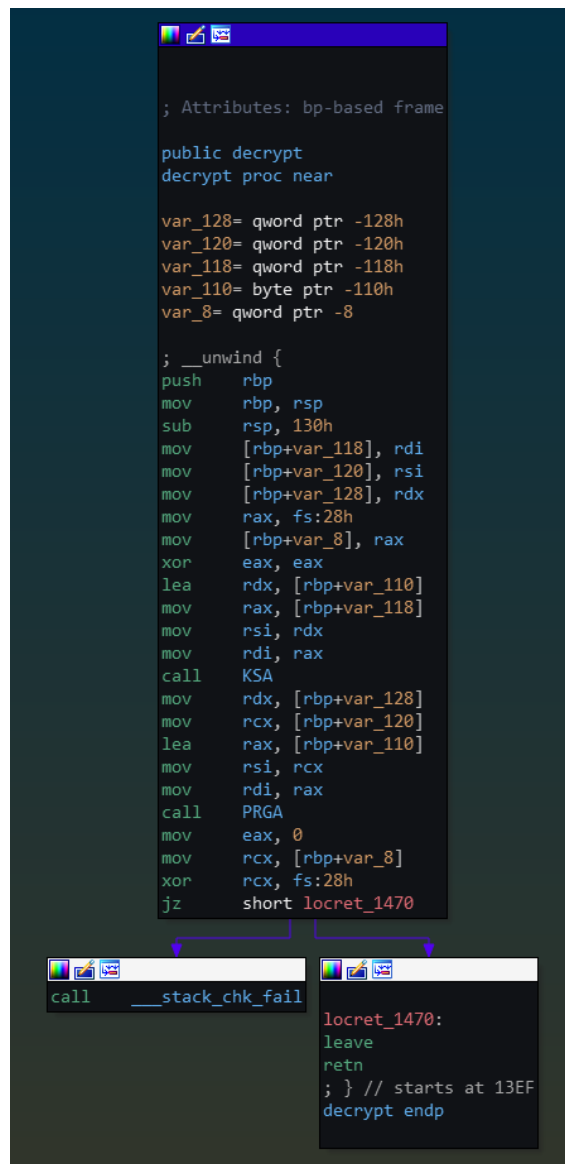 ; Attributes: bp-based frame
public decrypt
decrypt proc near
var_128= qword ptr -128h
var_120= qword ptr -120h
var_118= qword ptr -118h
var_110= byte ptr -110h
var_8= qword ptr -8
; __unwind {
push rbp
mov rbp, rsp
sub rsp, 130h
mov [rbp+var_118], rdi
mov [rbp+var_120], rsi
mov [rbp+var_128], rdx
mov rax, fs:28h
mov [rbp+var_8], rax
xor eax, eax
lea rdx, [rbp+var_110]
mov rax, [rbp+var_118]
mov rsi, rdx
mov rdi, rax
call KSA
mov rdx, [rbp+var_128]
mov rcx, [rbp+var_120]
lea rax, [rbp+var_110]
mov rsi, rcx
mov rdi, rax
call PRGA
mov eax, 0
mov rcx, [rbp+var_8]
xor rcx, fs:28h
jz short locret_1470
call ___stack_chk_fail
locret_1470:
leave
retn
; } // starts at 13EF
decrypt endp